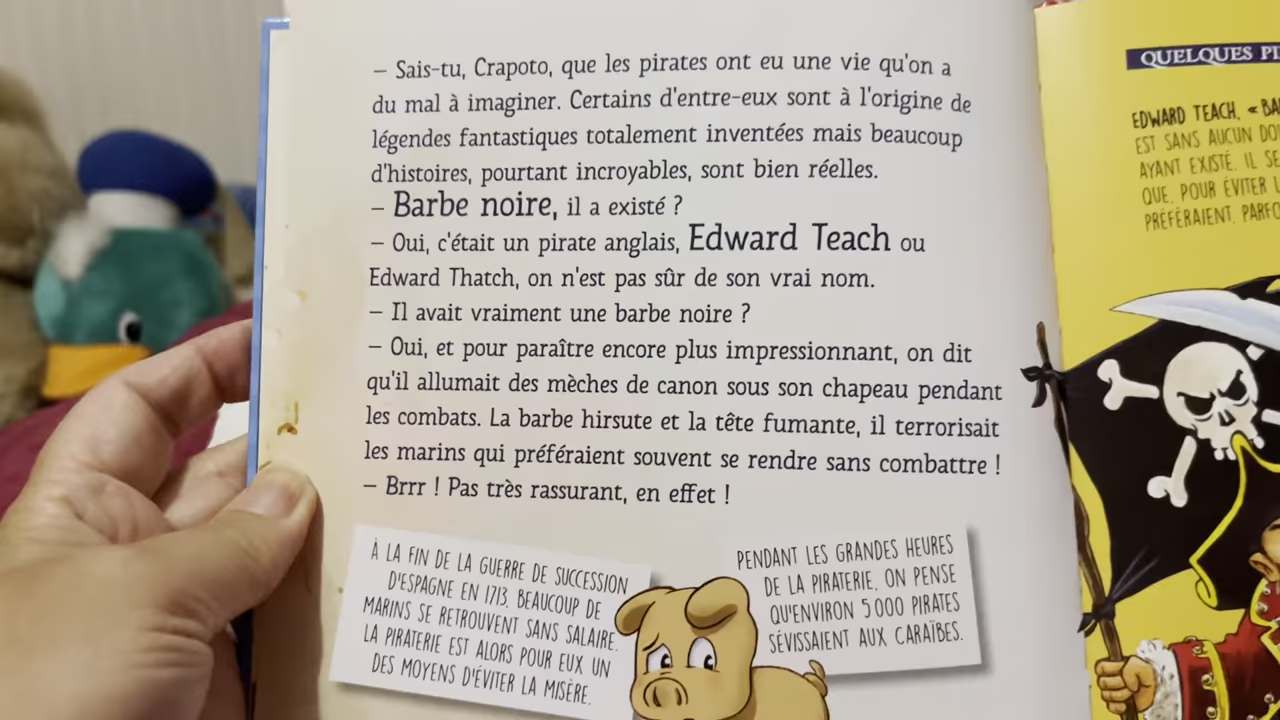 – Sais-tu, Crapoto, que les pirates ont eu une vie qu'on a
du mal à imaginer. Certains d'entre-eux sont à l'origine de
légendes fantastiques totalement inventées mais beaucoup
d'histoires, pourtant incroyables, sont bien réelles.
– Barbe noire, il a existé ?
– Oui, c'était un pirate anglais, Edward Teach ou
Edward Thatch, on n'est pas sûr de son vrai nom.
– Il avait vraiment une barbe noire ?
– Oui, et pour paraître encore plus impressionnant, on dit
qu'il allumait des mèches de canon sous son chapeau pendant
les combats. La barbe hirsute et la tête fumante, il terrorisait
les marins qui préféraient souvent se rendre sans combattre !
– Brrr ! Pas très rassurant, en effet !
À LA FIN DE LA GUERRE DE SUCCESSION
D'ESPAGNE EN 1713, BEAUCOUP DE
MARINS SE RETROUVENT SANS SALAIRE.
LA PIRATERIE EST ALORS POUR EUX UN
DES MOYENS D'ÉVITER LA MISÈRE.
PENDANT LES GRANDES HEURES
DE LA PIRATERIE, ON PENSE
QU'ENVIRON 5 000 PIRATES
SÉVISSAIENT AUX CARAÏBES.
QUELQUES
EDWARD TEACH, «
EST SANS AUCUN
AYANT EXISTÉ. IL
QUE, POUR ÉVITER
PRÉFÉRAIENT,